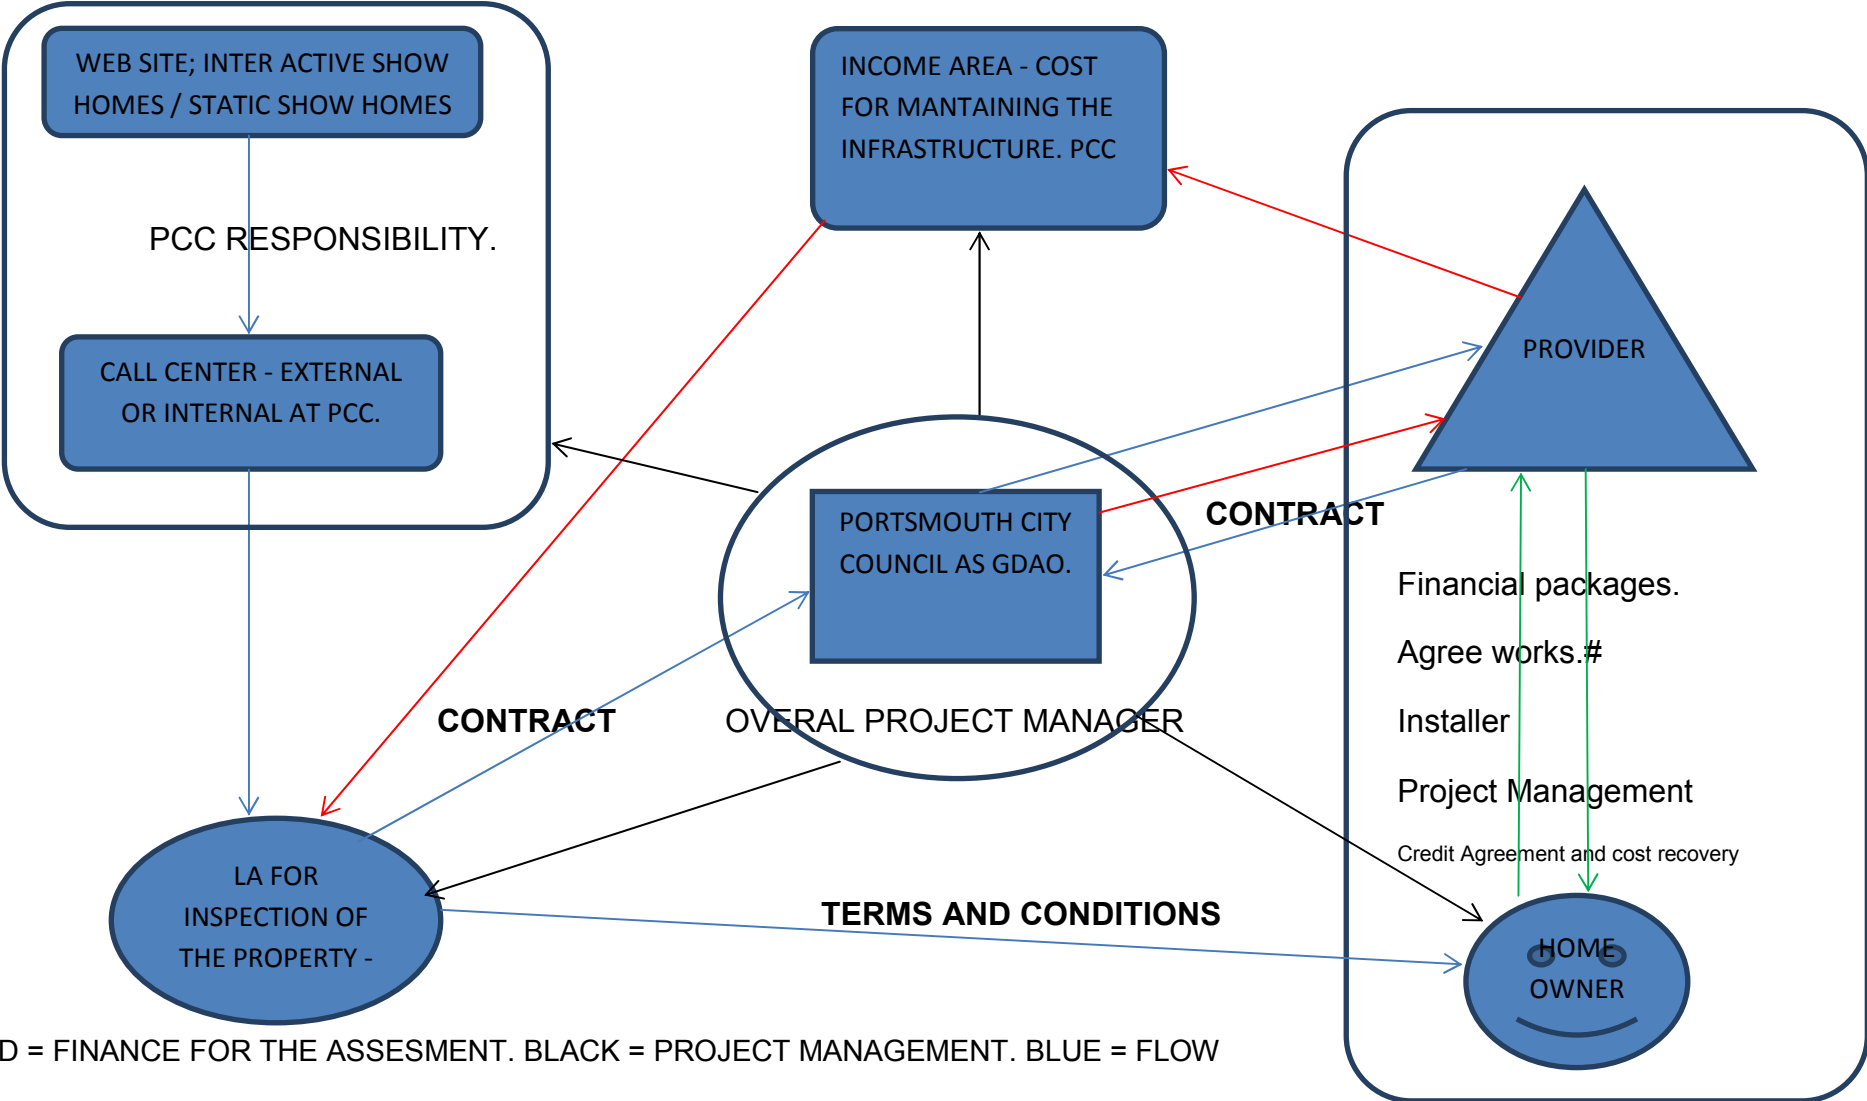 WEB SITE; INTER ACTIVE SHOW
HOMES / STATIC SHOW HOMES
PCC RESPONSIBILITY.
CALL CENTER - EXTERNAL
OR INTERNAL AT PCC.
INCOME AREA - COST
FOR MANTAINING THE
INFRASTRUCTURE. PCC
PROVIDER
CONTRACT
PORTSMOUTH CITY
COUNCIL AS GDAO.
OVERAL PROJECT MANAGER
CONTRACT
Financial packages.
Agree works.#
Installer
Project Management
Credit Agreement and cost recovery
LA FOR
INSPECTION OF
THE PROPERTY -
TERMS AND CONDITIONS
HOME
OWNER
D = FINANCE FOR THE ASSESMENT. BLACK = PROJECT MANAGEMENT. BLUE = FLOW